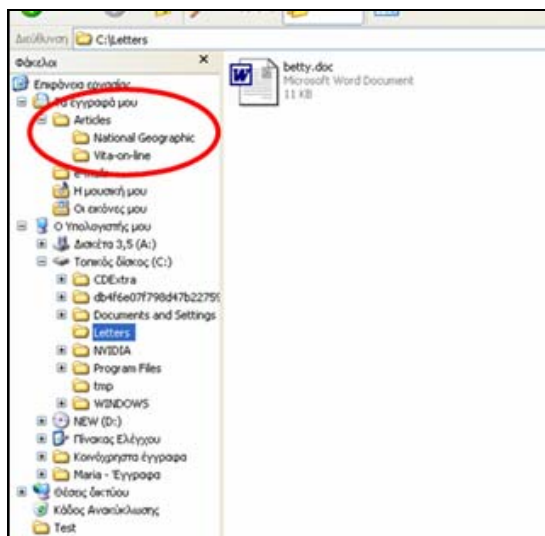 Διεύθυνση C:\Letters
Φάκελοι x
Επιφάνεια εργασίας
Τα έγγραφά μου
Articles
National Geographic
Vita-on-line
e-mails
Η μουσική μου
Οι εικόνες μου
Ο Υπολογιστής μου
Δισκέτα 3,5 (A:)
Τοπικός δίσκος (C:)
CDExtra
db4f6e07f798d47b22759
Documents and Settings
Letters
NVIDIA
Program Files
tmp
WINDOWS
NEW (D:)
Πίνακας Ελέγχου
Κοινόχρηστα έγγραφα
Maria - Έγγραφα
Θέσεις δικτύου
Κάδος Ανακύκλωσης
Test
betty.doc
Microsoft Word Document
11 KB